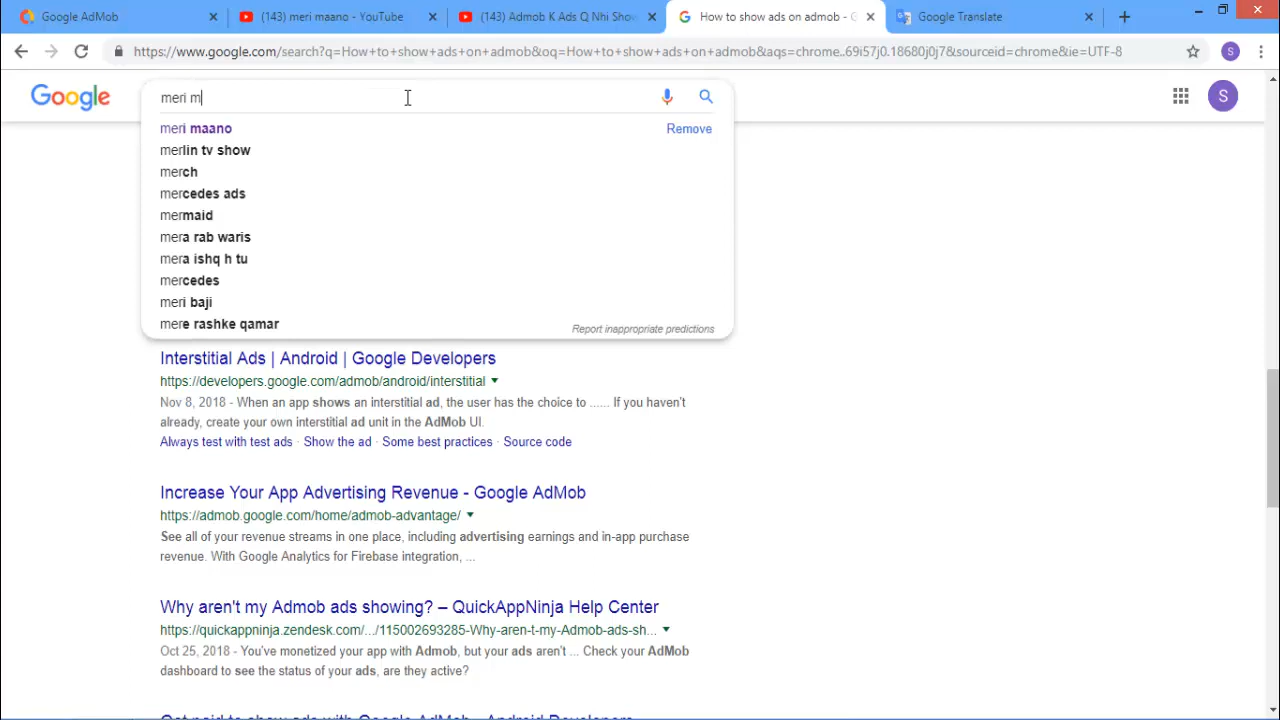 Google AdMob
(143) meri maano - YouTube
(143) Admob K Ads Q Nhi Show
How to show ads on admob - G
Google Translate
https://www.google.com/search?q=How+to+show+ads+on+admob&oq=How+to+show+ads+on+admob&aqs=chrome..69i57j0.18680j0j7&sourceid=chrome&ie=UTF-8
S
Google
meri m
S
meri maano Remove
merlin tv show
merch
mercedes ads
mermaid
mera rab waris
mera ishq h tu
mercedes
meri baji
mere rashke qamar
Report inappropriate predictions
Interstitial Ads | Android | Google Developers
https://developers.google.com/admob/android/interstitial
Nov 8, 2018 - When an app shows an interstitial ad, the user has the choice to ...... If you haven't
already, create your own interstitial ad unit in the AdMob UI.
Always test with test ads · Show the ad · Some best practices · Source code
Increase Your App Advertising Revenue - Google AdMob
https://admob.google.com/home/admob-advantage/
See all of your revenue streams in one place, including advertising earnings and in-app purchase
revenue. With Google Analytics for Firebase integration, ...
Why aren't my Admob ads showing? – QuickAppNinja Help Center
https://quickappninja.zendesk.com/.../115002693285-Why-aren-t-my-Admob-ads-sh...
Oct 25, 2018 - You've monetized your app with Admob, but your ads aren't ... Check your AdMob
dashboard to see the status of your ads, are they active?
Get paid to show ads with Google AdMob - Android Developers